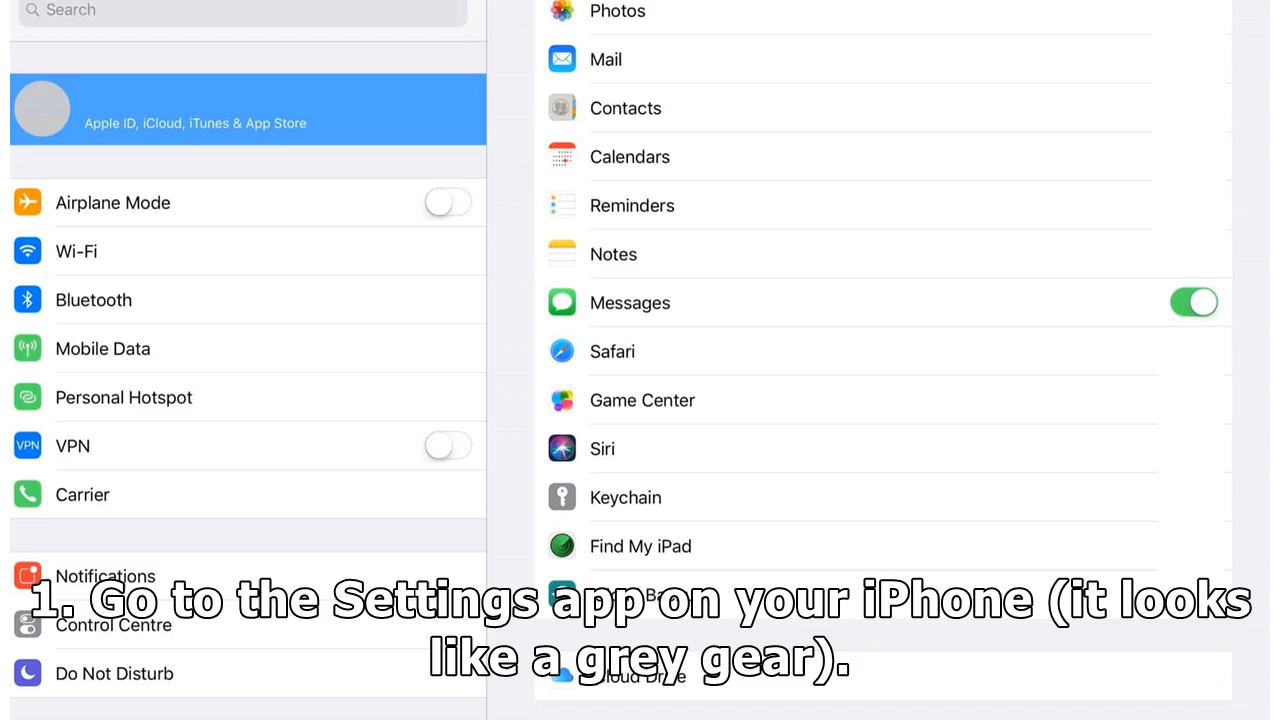 Search
Apple ID, iCloud, iTunes & App Store
Airplane Mode
Wi-Fi
Bluetooth
Mobile Data
Personal Hotspot
VPN
VPN
Carrier
Notifications
Control Centre
Do Not Disturb
Photos
Mail
Contacts
Calendars
Reminders
Notes
Messages
Safari
Game Center
Siri
Keychain
Find My iPad
Drive
1. Go to the Settings app on your iPhone (it looks
like a grey gear).